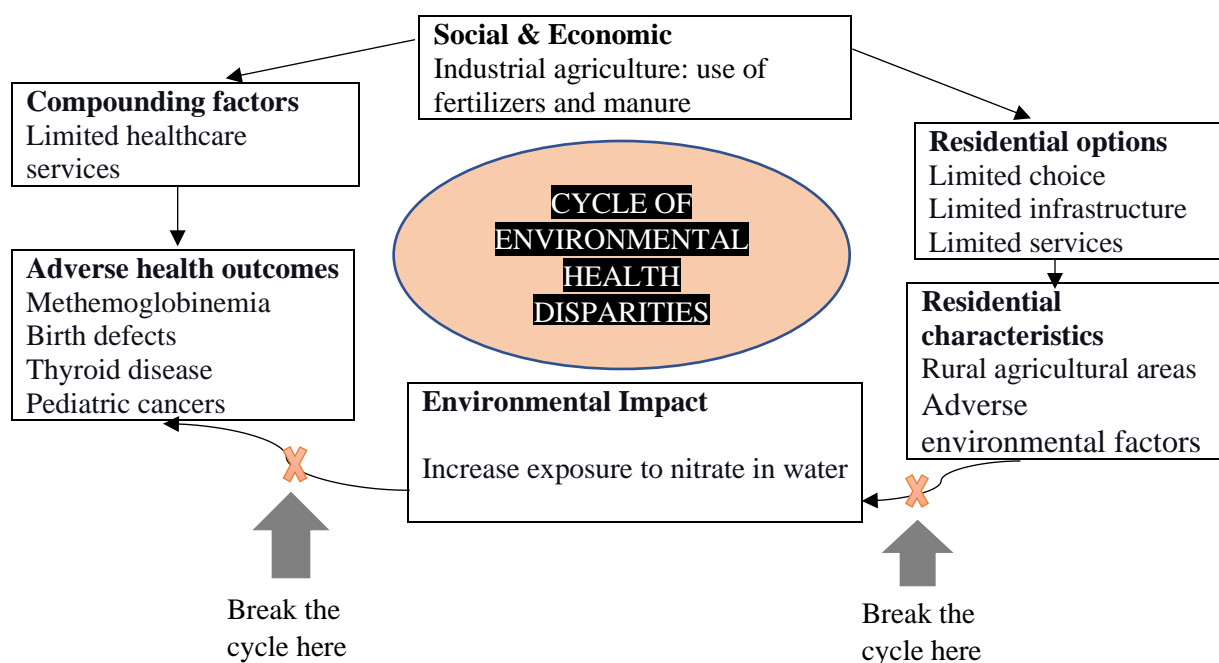 Social & Economic
Industrial agriculture: use of
fertilizers and manure
Compounding factors
Limited healthcare
services
Residential options
Limited choice
Limited infrastructure
Limited services
CYCLE OF
ENVIRONMENTAL
HEALTH
DISPARITIES
Adverse health outcomes
Methemoglobinemia
Birth defects
Thyroid disease
Pediatric cancers
Residential
characteristics
Rural agricultural areas
Adverse
environmental factors
Environmental Impact
Increase exposure to nitrate in water
Break the
cycle here
Break the
cycle here